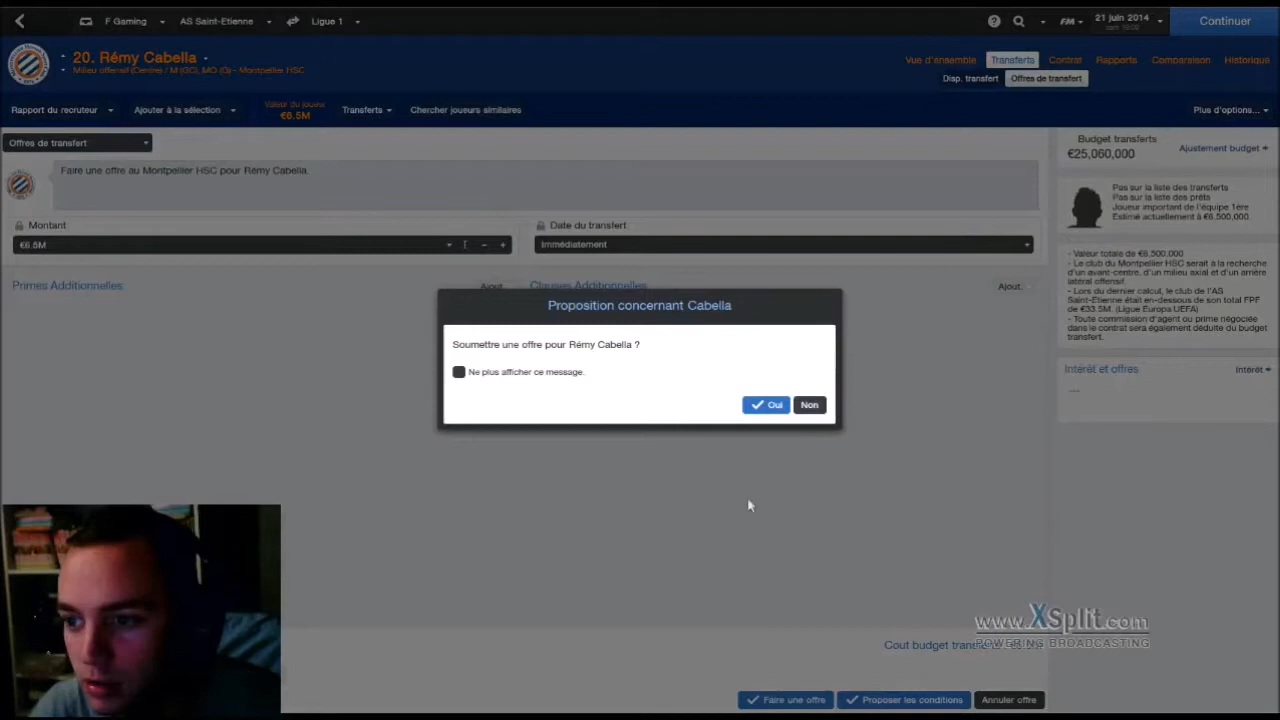 F Gaming
AS Saint-Etienne
Ligue 1
FM
21 juin 2014
Continuer
20. Rémy Cabella
Milieu offensif (Centre) / M (GC), MO (D) - Montpellier HSC
Vue d'ensemble
Transferts
Contrat
Rapports
Comparaison
Historique
Disp. transfert
Offres de transfert
Rapport du recruteur
Ajouter à la sélection
Valeur du joueur
€6.5M
Transferts
Chercher joueurs similaires
Plus d'options...
Offres de transfert
Faire une offre au Montpellier HSC pour Rémy Cabella.
Budget transferts
€25,060,000
Ajustement budget
Pas sur la liste des transferts
Pas sur la liste des prêts
Joueur important de l'équipe 1ère
Estimé actuellement à €6,500,000.
Montant
€6.5M
Date du transfert
Immédiatement
- Valeur totale de €6,500,000
- Le club du Montpellier HSC serait à la recherche
d'un avant-centre, d'un milieu axial et d'un arrière
latéral offensif.
- Lors du dernier calcul, le club de l'AS
Saint-Etienne était en-dessous de son total FPF
de €33.5M. (Ligue Europa UEFA)
- Toute commission d'agent ou prime négociée
dans le contrat sera également déduite du budget
transfert.
Primes Additionnelles
Ajout
Clauses Additionnelles
Ajout.
Proposition concernant Cabella
Soumettre une offre pour Rémy Cabella ?
Ne plus afficher ce message.
Oui
Non
Intérêt et offres
Intérêt
---
www.XSplit.com
POWERING BROADCASTING
Cout budget
Faire une offre
Proposer les conditions
Annuler offre